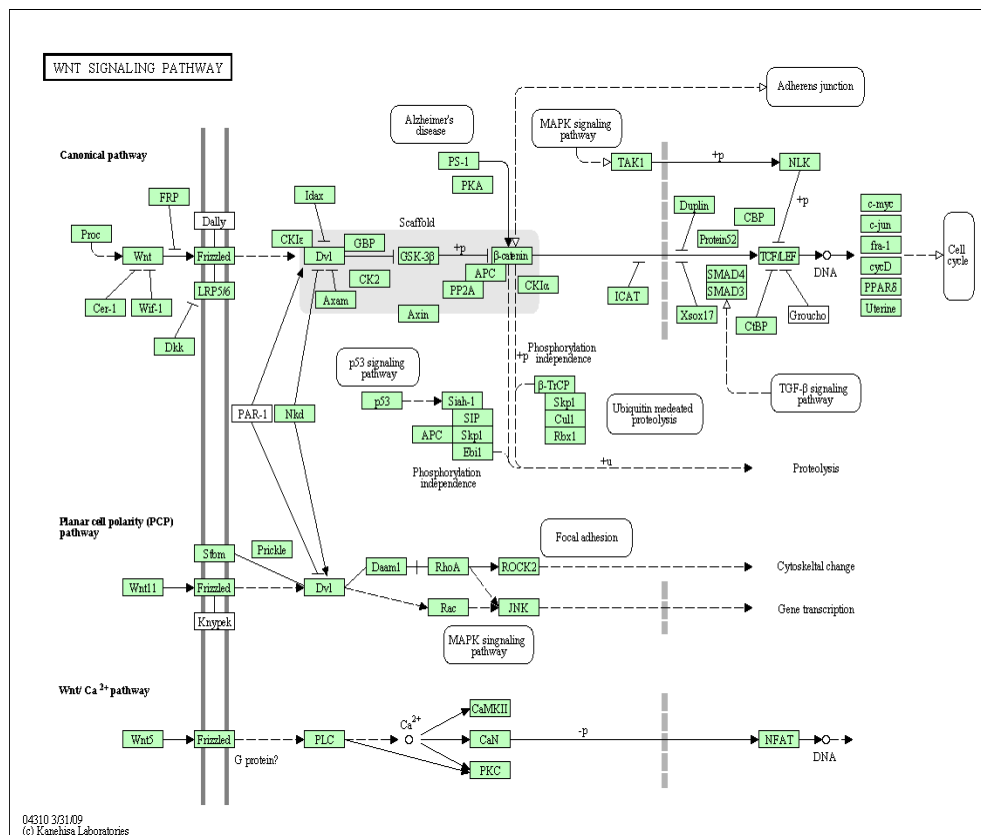 WNT SIGNALING PATHWAY
Adherens junction
Alzheimer's
disease
MAPK signaling
pathway
Canonical pathway
PS-1
PKA
TAK1
+p
NLK
FRP
Idax
Dally
Scaffold
Duplin
CBP
+p
c-myc
c-jun
fra-1
cycD
PPARδ
Uterine
Cell
cycle
Proc
Wnt
Frizzled
CKIε
Dvl
GBP
GSK-3β
+p
β-catenin
Protein52
TCF/LEF
DNA
APC
CK2
PP2A
CKIα
SMAD4
SMAD3
LRP5/6
Cer-1
Wif-1
Axam
Axin
ICAT
Xsox17
CtBP
Groucho
Dkk
+p
Phosphorylation
independence
p53 signaling
pathway
TGF-β signaling
pathway
β-TrCP
Skp1
Cul1
Rbx1
Ubiquitin medeated
proteolysis
PAR-1
Nkd
p53
Siah-1
SIP
APC
Skp1
Ebi1
Phosphorylation
independence
+u
Proteolysis
Planar cell polarity (PCP)
pathway
Stbm
Prickle
Focal adhesion
Daam1
RhoA
ROCK2
Cytoskeltal change
Wnt11
Frizzled
Dvl
Rac
JNK
Gene transcription
Knypek
MAPK singnaling
pathway
Wnt/ Ca 2+ pathway
CaMKII
Ca2+
Wnt5
Frizzled
PLC
CaN
-p
NFAT
DNA
G protein?
PKC
04310 3/31/09
(c) Kanehisa Laboratories